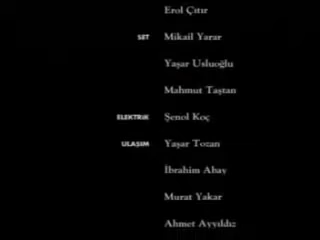 Erol Çıtır
SET Mikail Yarar
Yaşar Usluoğlu
Mahmut Taştan
ELEKTRİK Şenol Koç
ULAŞIM Yaşar Tozan
İbrahim Abay
Murat Yakar
Ahmet Ayyıldız